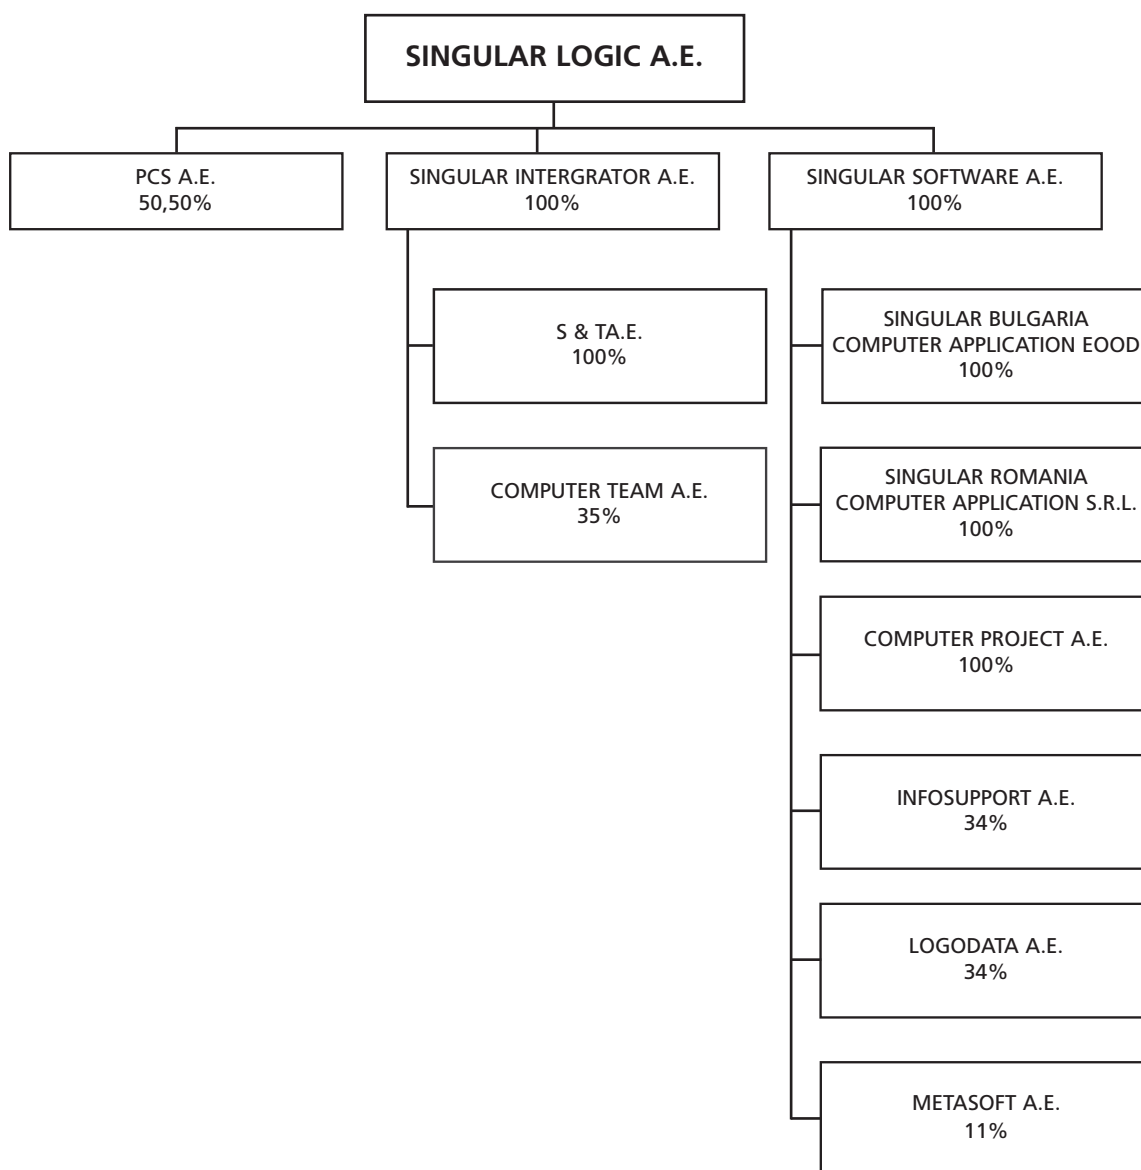 SINGULAR LOGIC A.E.
PCS A.E.
50,50%
SINGULAR INTERGRATOR A.E.
100%
SINGULAR SOFTWARE A.E.
100%
S & TA.E.
100%
COMPUTER TEAM A.E.
35%
SINGULAR BULGARIA
COMPUTER APPLICATION EOOD
100%
SINGULAR ROMANIA
COMPUTER APPLICATION S.R.L.
100%
COMPUTER PROJECT A.E.
100%
INFOSUPPORT A.E.
34%
LOGODATA A.E.
34%
METASOFT A.E.
11%